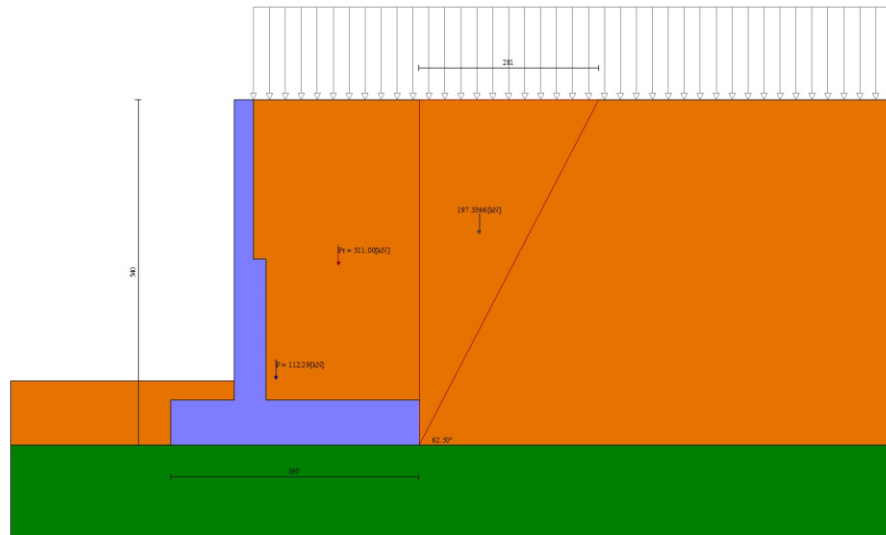 281
197.3366[kN]
Pt = 311.00[kN]
540
P = 112.29[kN]
62.50°
390